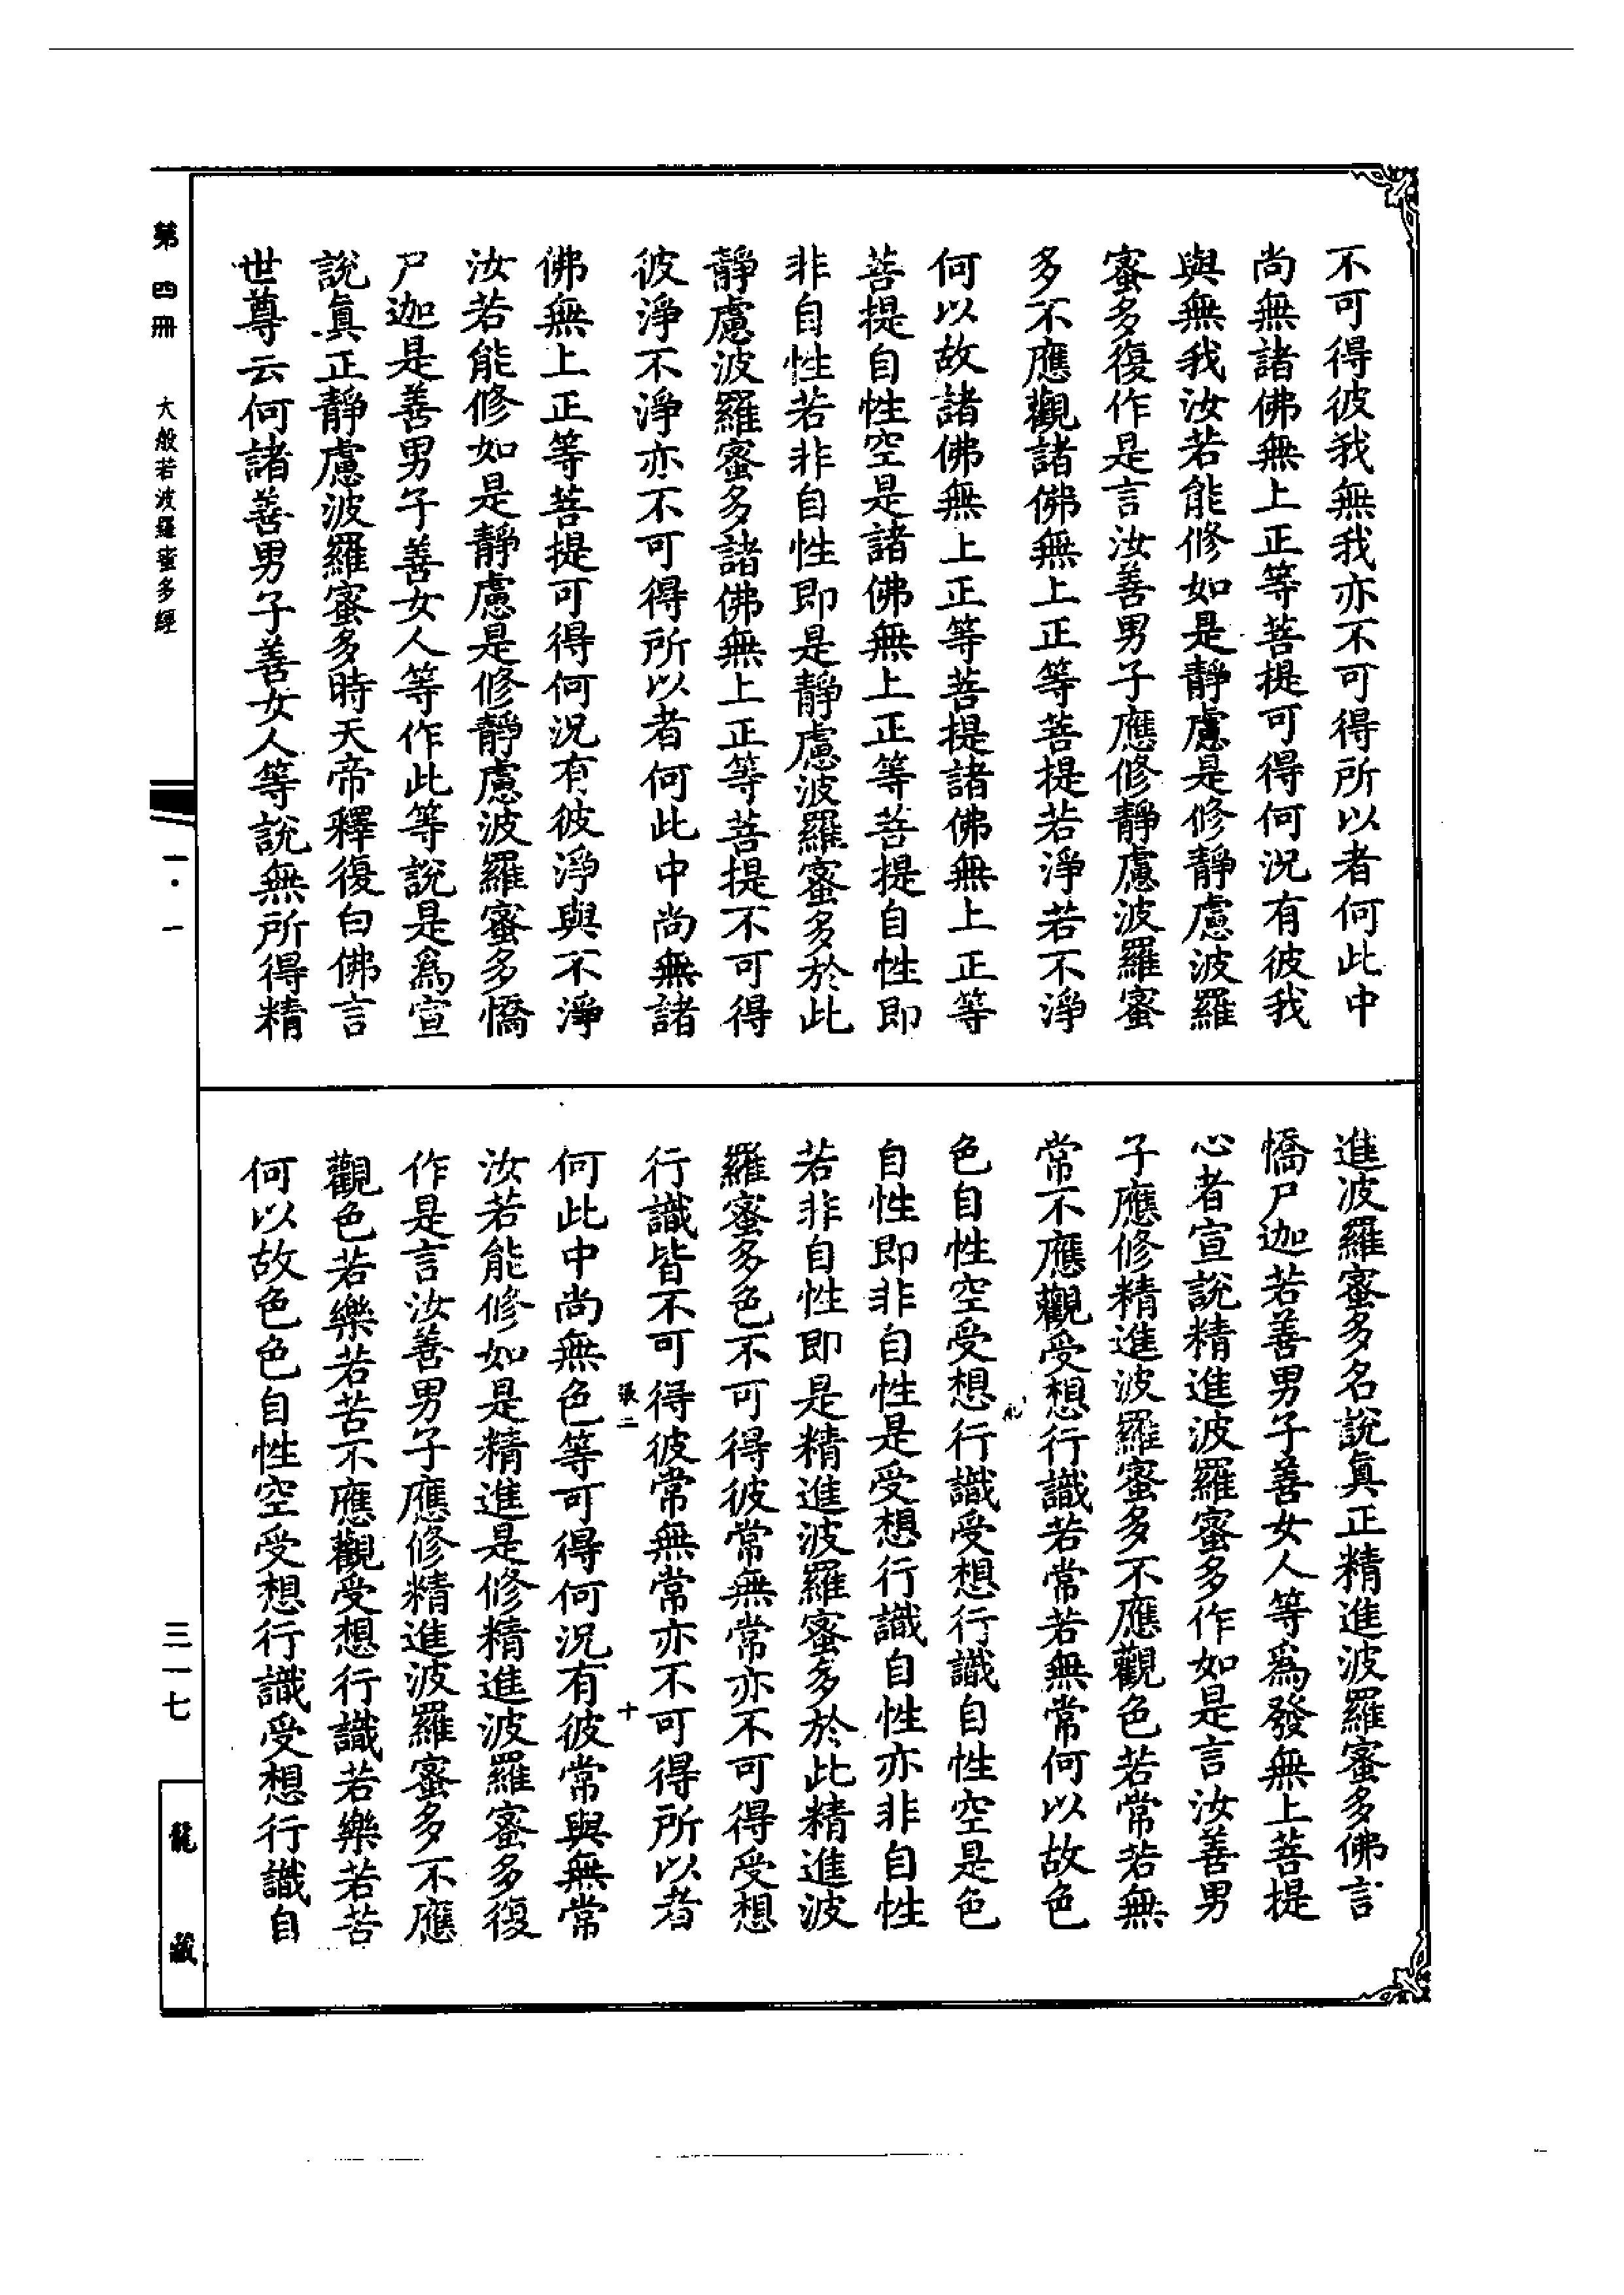 不可得彼我無我亦不可得所以者何此中
尚無諸佛無上正等菩提可得何況有彼我
與無我汝若能修如是靜慮是修靜慮波羅
蜜多復作是言汝善男子應修靜慮波羅蜜
多不應觀諸佛無上正等菩提若淨若不淨
何以故諸佛無上正等菩提諸佛無上正等
菩提自性空是諸佛無上正等菩提自性即
非自性若非自性即是靜慮波羅蜜多於此
靜慮波羅蜜多諸佛無上正等菩提不可得
彼淨不淨亦不可得所以者何此中尚無諸
佛無上正等菩提可得何況有彼淨與不淨
汝若能修如是靜慮是修靜慮波羅蜜多憍
尸迦是善男子善女人等作此等說是為宣
說真正靜慮波羅蜜多時天帝釋復白佛言
世尊云何諸善男子善女人等說無所得精
進波羅蜜多名說真正精進波羅蜜多佛言
憍尸迦若善男子善女人等為發無上菩提
心者宣說精進波羅蜜多作如是言汝善男
子應修精進波羅蜜多不應觀色若常若無
常不應觀受想行識若常若無常何以故色
色自性空受想行識受想行識自性空是色
自性即非自性是受想行識自性亦非自性
若非自性即是精進波羅蜜多於此精進波
羅蜜多色不可得彼常無常亦不可得受想
行識皆不可得彼常無常亦不可得所以者
張二 十
何此中尚無色等可得何況有彼常與無常
汝若能修如是精進是修精進波羅蜜多復
作是言汝善男子應修精進波羅蜜多不應
觀色若樂若苦不應觀受想行識若樂若苦
何以故色色自性空受想行識受想行識自
第四冊 大般若波羅蜜多經 一·一 三一七 龍藏